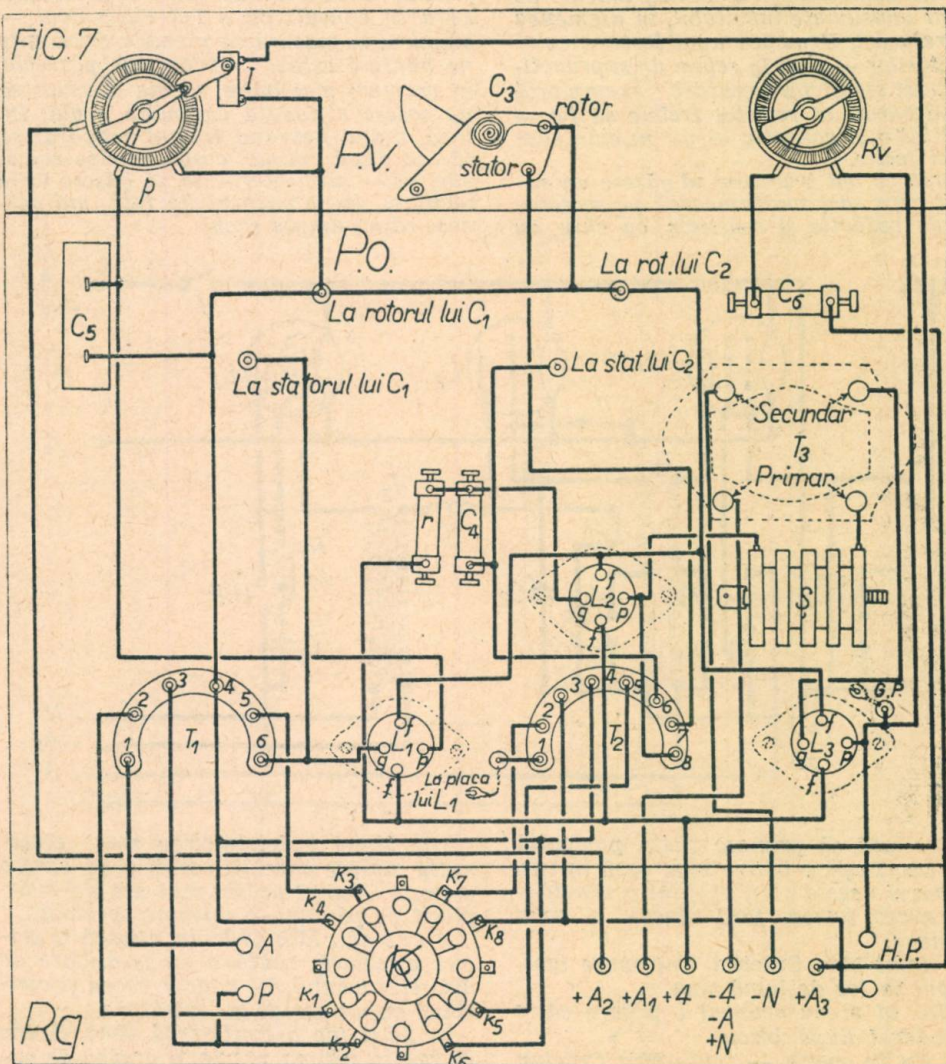 FIG 7
I
C3
rotor
P.V.
stator
p
Rv
P.O.
La rot. lui C2
La rotorul lui C1
C6
C5
La statorul lui C1
La stat. lui C2
Secundar
T3
Primar
r
C4
S
f
L2
g
p
f
1
2
3
4
5
6
T1
f
L1
g
p
f
La placa
lui L1
1
2
3
4
5
6
7
8
T2
G.P
f
L3
g
p
f
K3
K7
K4
K8
K
A
P
K1
K5
K2
K6
H.P.
+A2
+A1
+4
-4
-A
+N
-N
+A3
Rg.